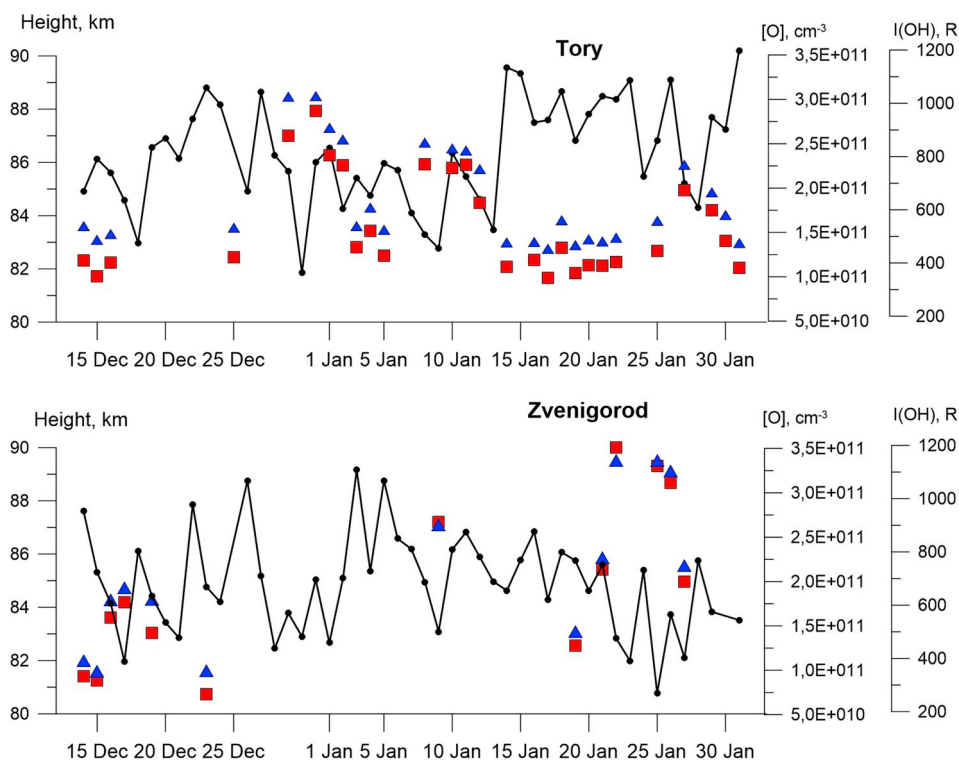 Height, km
Tory
[O], cm-3
I(OH), R
90
88
86
84
82
80
3,5E+011
3,0E+011
2,5E+011
2,0E+011
1,5E+011
1,0E+011
5,0E+010
1200
1000
800
600
400
200
15 Dec 20 Dec 25 Dec 1 Jan 5 Jan 10 Jan 15 Jan 20 Jan 25 Jan 30 Jan
Height, km
Zvenigorod
[O], cm-3
I(OH), R
90
88
86
84
82
80
3,5E+011
3,0E+011
2,5E+011
2,0E+011
1,5E+011
1,0E+011
5,0E+010
1200
1000
800
600
400
200
15 Dec 20 Dec 25 Dec 1 Jan 5 Jan 10 Jan 15 Jan 20 Jan 25 Jan 30 Jan